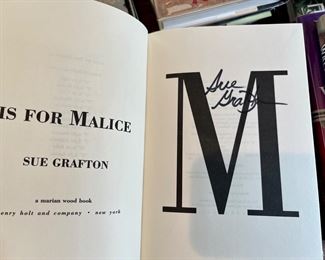 IS FOR MALICE
SUE GRAFTON
a marian wood book
enry holt and company • new york
M
Sue
Grafton